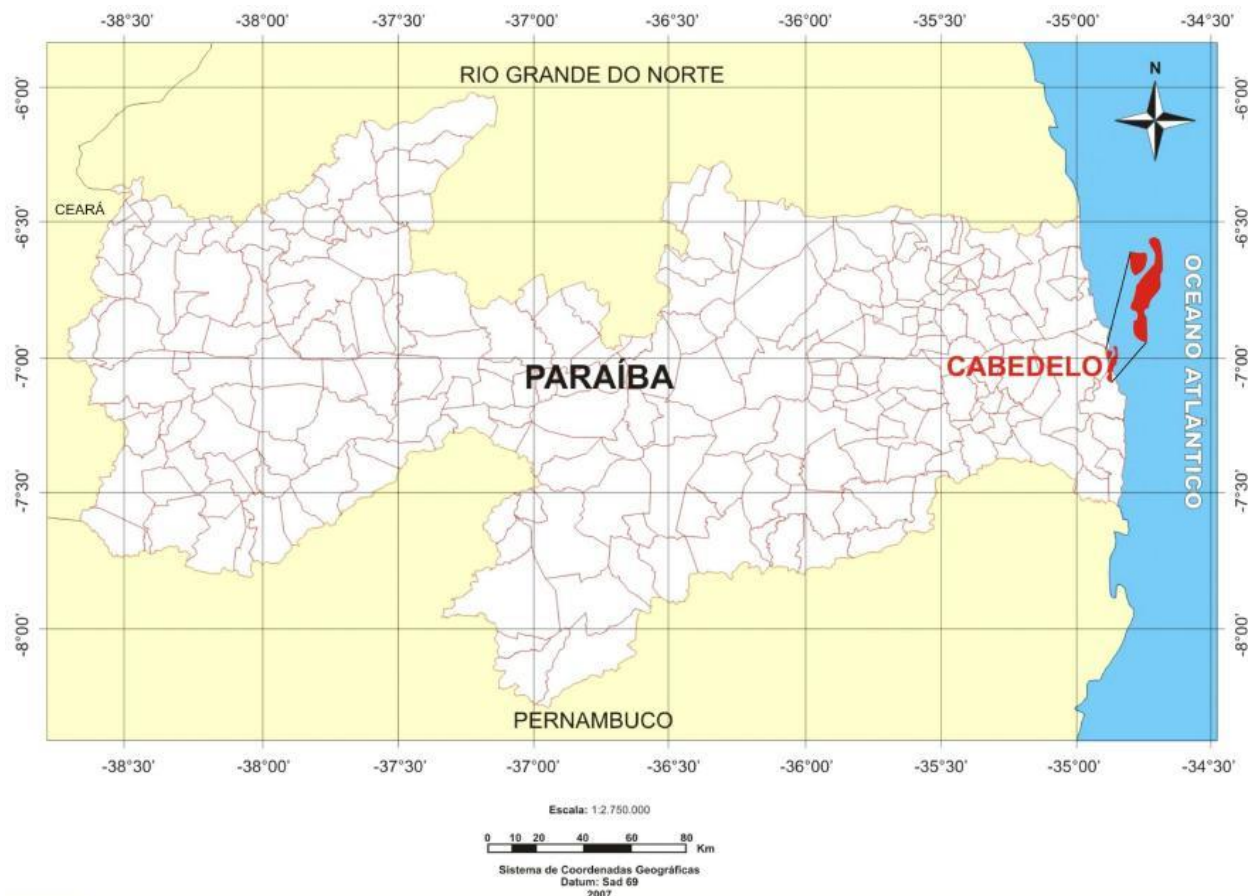 -38°30' -38°00' -37°30' -37°00' -36°30' -36°00' -35°30' -35°00' -34°30'
RIO GRANDE DO NORTE
N
-6°00' -6°00'
CEARÁ
-6°30' -6°30'
OCEANO ATLÂNTICO
-7°00' -7°00'
CABEDELO
PARAÍBA
-7°30' -7°30'
-8°00' -8°00'
PERNAMBUCO
-38°30' -38°00' -37°30' -37°00' -36°30' -36°00' -35°30' -35°00' -34°30'
Escala: 1:2.750.000
0 10 20 40 60 80
Km
Sistema de Coordenadas Geográficas
Datum: Sad 69
2007